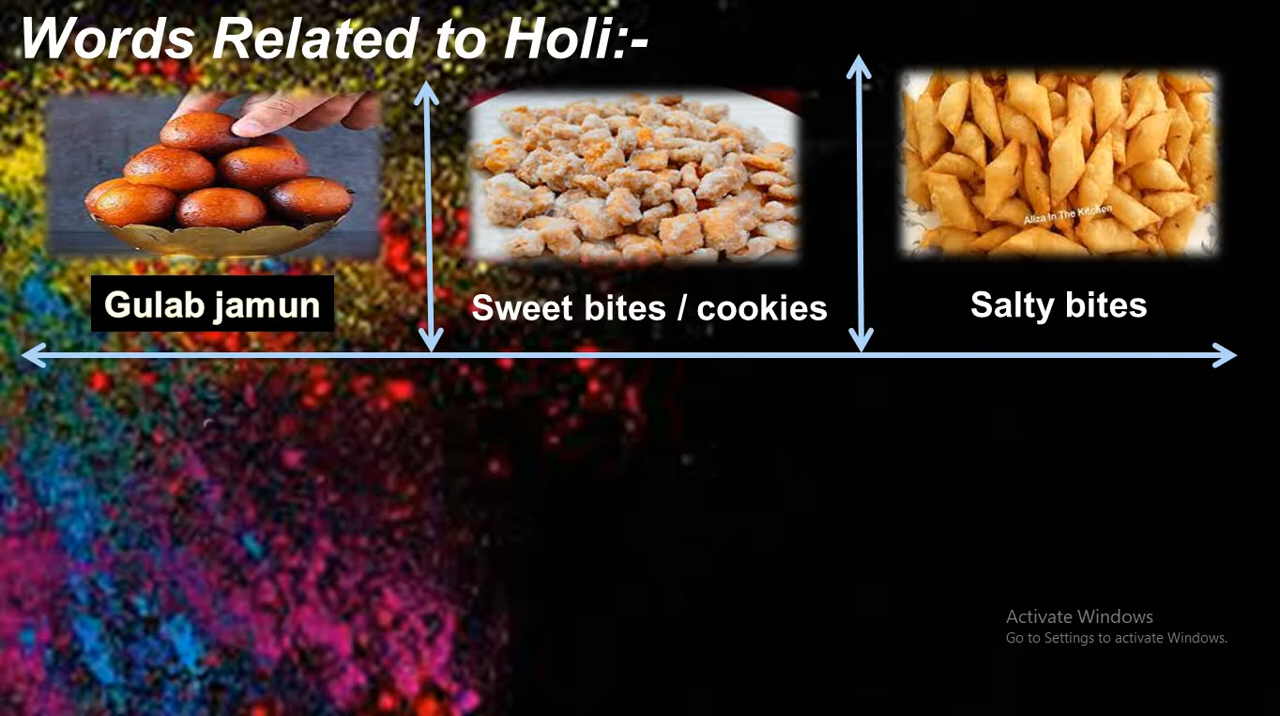 Words Related to Holi:-
Aliza In The Kitchen
Gulab jamun
Sweet bites / cookies
Salty bites
Activate Windows
Go to Settings to activate Windows.